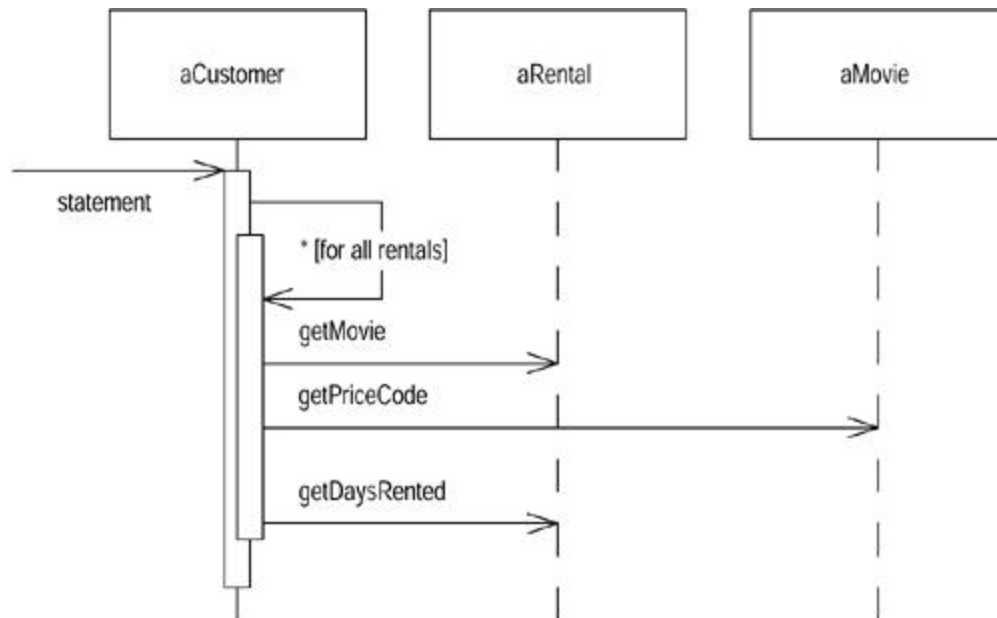 aCustomer
aRental
aMovie
statement
* [for all rentals]
getMovie
getPriceCode
getDaysRented